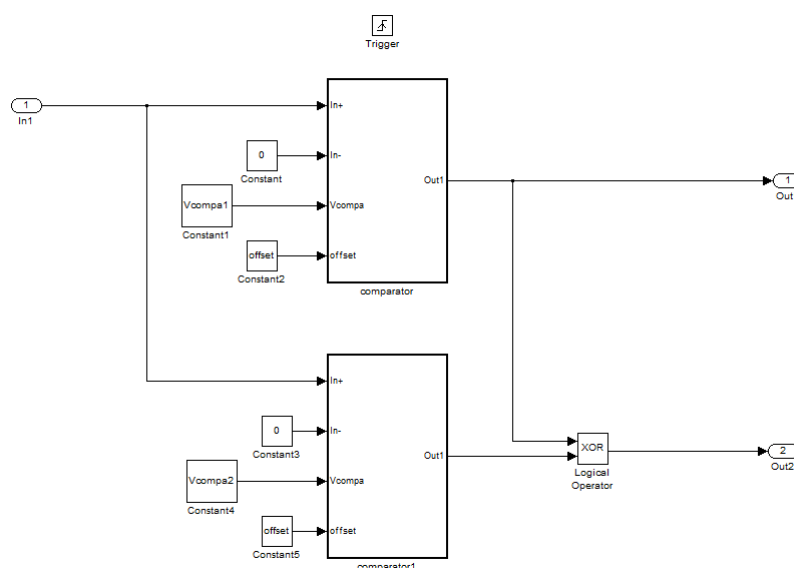 Trigger
1
In1
In+
0
In-
Constant
Out1
1
Out
Vcompa1
Vcompa
Constant1
offset
offset
Constant2
comparator
In+
0
In-
Constant3
XOR
2
Out1
Logical
Operator
Out2
Vcompa2
Vcompa
Constant4
offset
offset
Constant5
comparator1